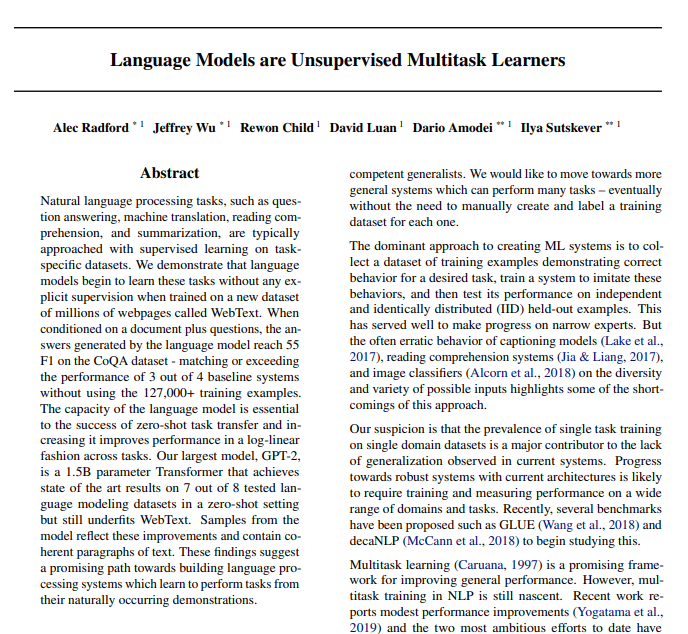 Language Models are Unsupervised Multitask Learners
Alec Radford * 1 Jeffrey Wu * 1 Rewon Child 1 David Luan 1 Dario Amodei ** 1 Ilya Sutskever ** 1
Abstract
Natural language processing tasks, such as ques-
tion answering, machine translation, reading com-
prehension, and summarization, are typically
approached with supervised learning on task-
specific datasets. We demonstrate that language
models begin to learn these tasks without any ex-
plicit supervision when trained on a new dataset
of millions of webpages called WebText. When
conditioned on a document plus questions, the an-
swers generated by the language model reach 55
F1 on the CoQA dataset - matching or exceeding
the performance of 3 out of 4 baseline systems
without using the 127,000+ training examples.
The capacity of the language model is essential
to the success of zero-shot task transfer and in-
creasing it improves performance in a log-linear
fashion across tasks. Our largest model, GPT-2,
is a 1.5B parameter Transformer that achieves
state of the art results on 7 out of 8 tested lan-
guage modeling datasets in a zero-shot setting
but still underfits WebText. Samples from the
model reflect these improvements and contain co-
herent paragraphs of text. These findings suggest
a promising path towards building language pro-
cessing systems which learn to perform tasks from
their naturally occurring demonstrations.
competent generalists. We would like to move towards more
general systems which can perform many tasks – eventually
without the need to manually create and label a training
dataset for each one.
The dominant approach to creating ML systems is to col-
lect a dataset of training examples demonstrating correct
behavior for a desired task, train a system to imitate these
behaviors, and then test its performance on independent
and identically distributed (IID) held-out examples. This
has served well to make progress on narrow experts. But
the often erratic behavior of captioning models (Lake et al.,
2017), reading comprehension systems (Jia & Liang, 2017),
and image classifiers (Alcorn et al., 2018) on the diversity
and variety of possible inputs highlights some of the short-
comings of this approach.
Our suspicion is that the prevalence of single task training
on single domain datasets is a major contributor to the lack
of generalization observed in current systems. Progress
towards robust systems with current architectures is likely
to require training and measuring performance on a wide
range of domains and tasks. Recently, several benchmarks
have been proposed such as GLUE (Wang et al., 2018) and
decaNLP (McCann et al., 2018) to begin studying this.
Multitask learning (Caruana, 1997) is a promising frame-
work for improving general performance. However, mul-
titask training in NLP is still nascent. Recent work re-
ports modest performance improvements (Yogatama et al.,
2019) and the two most ambitious efforts to date have